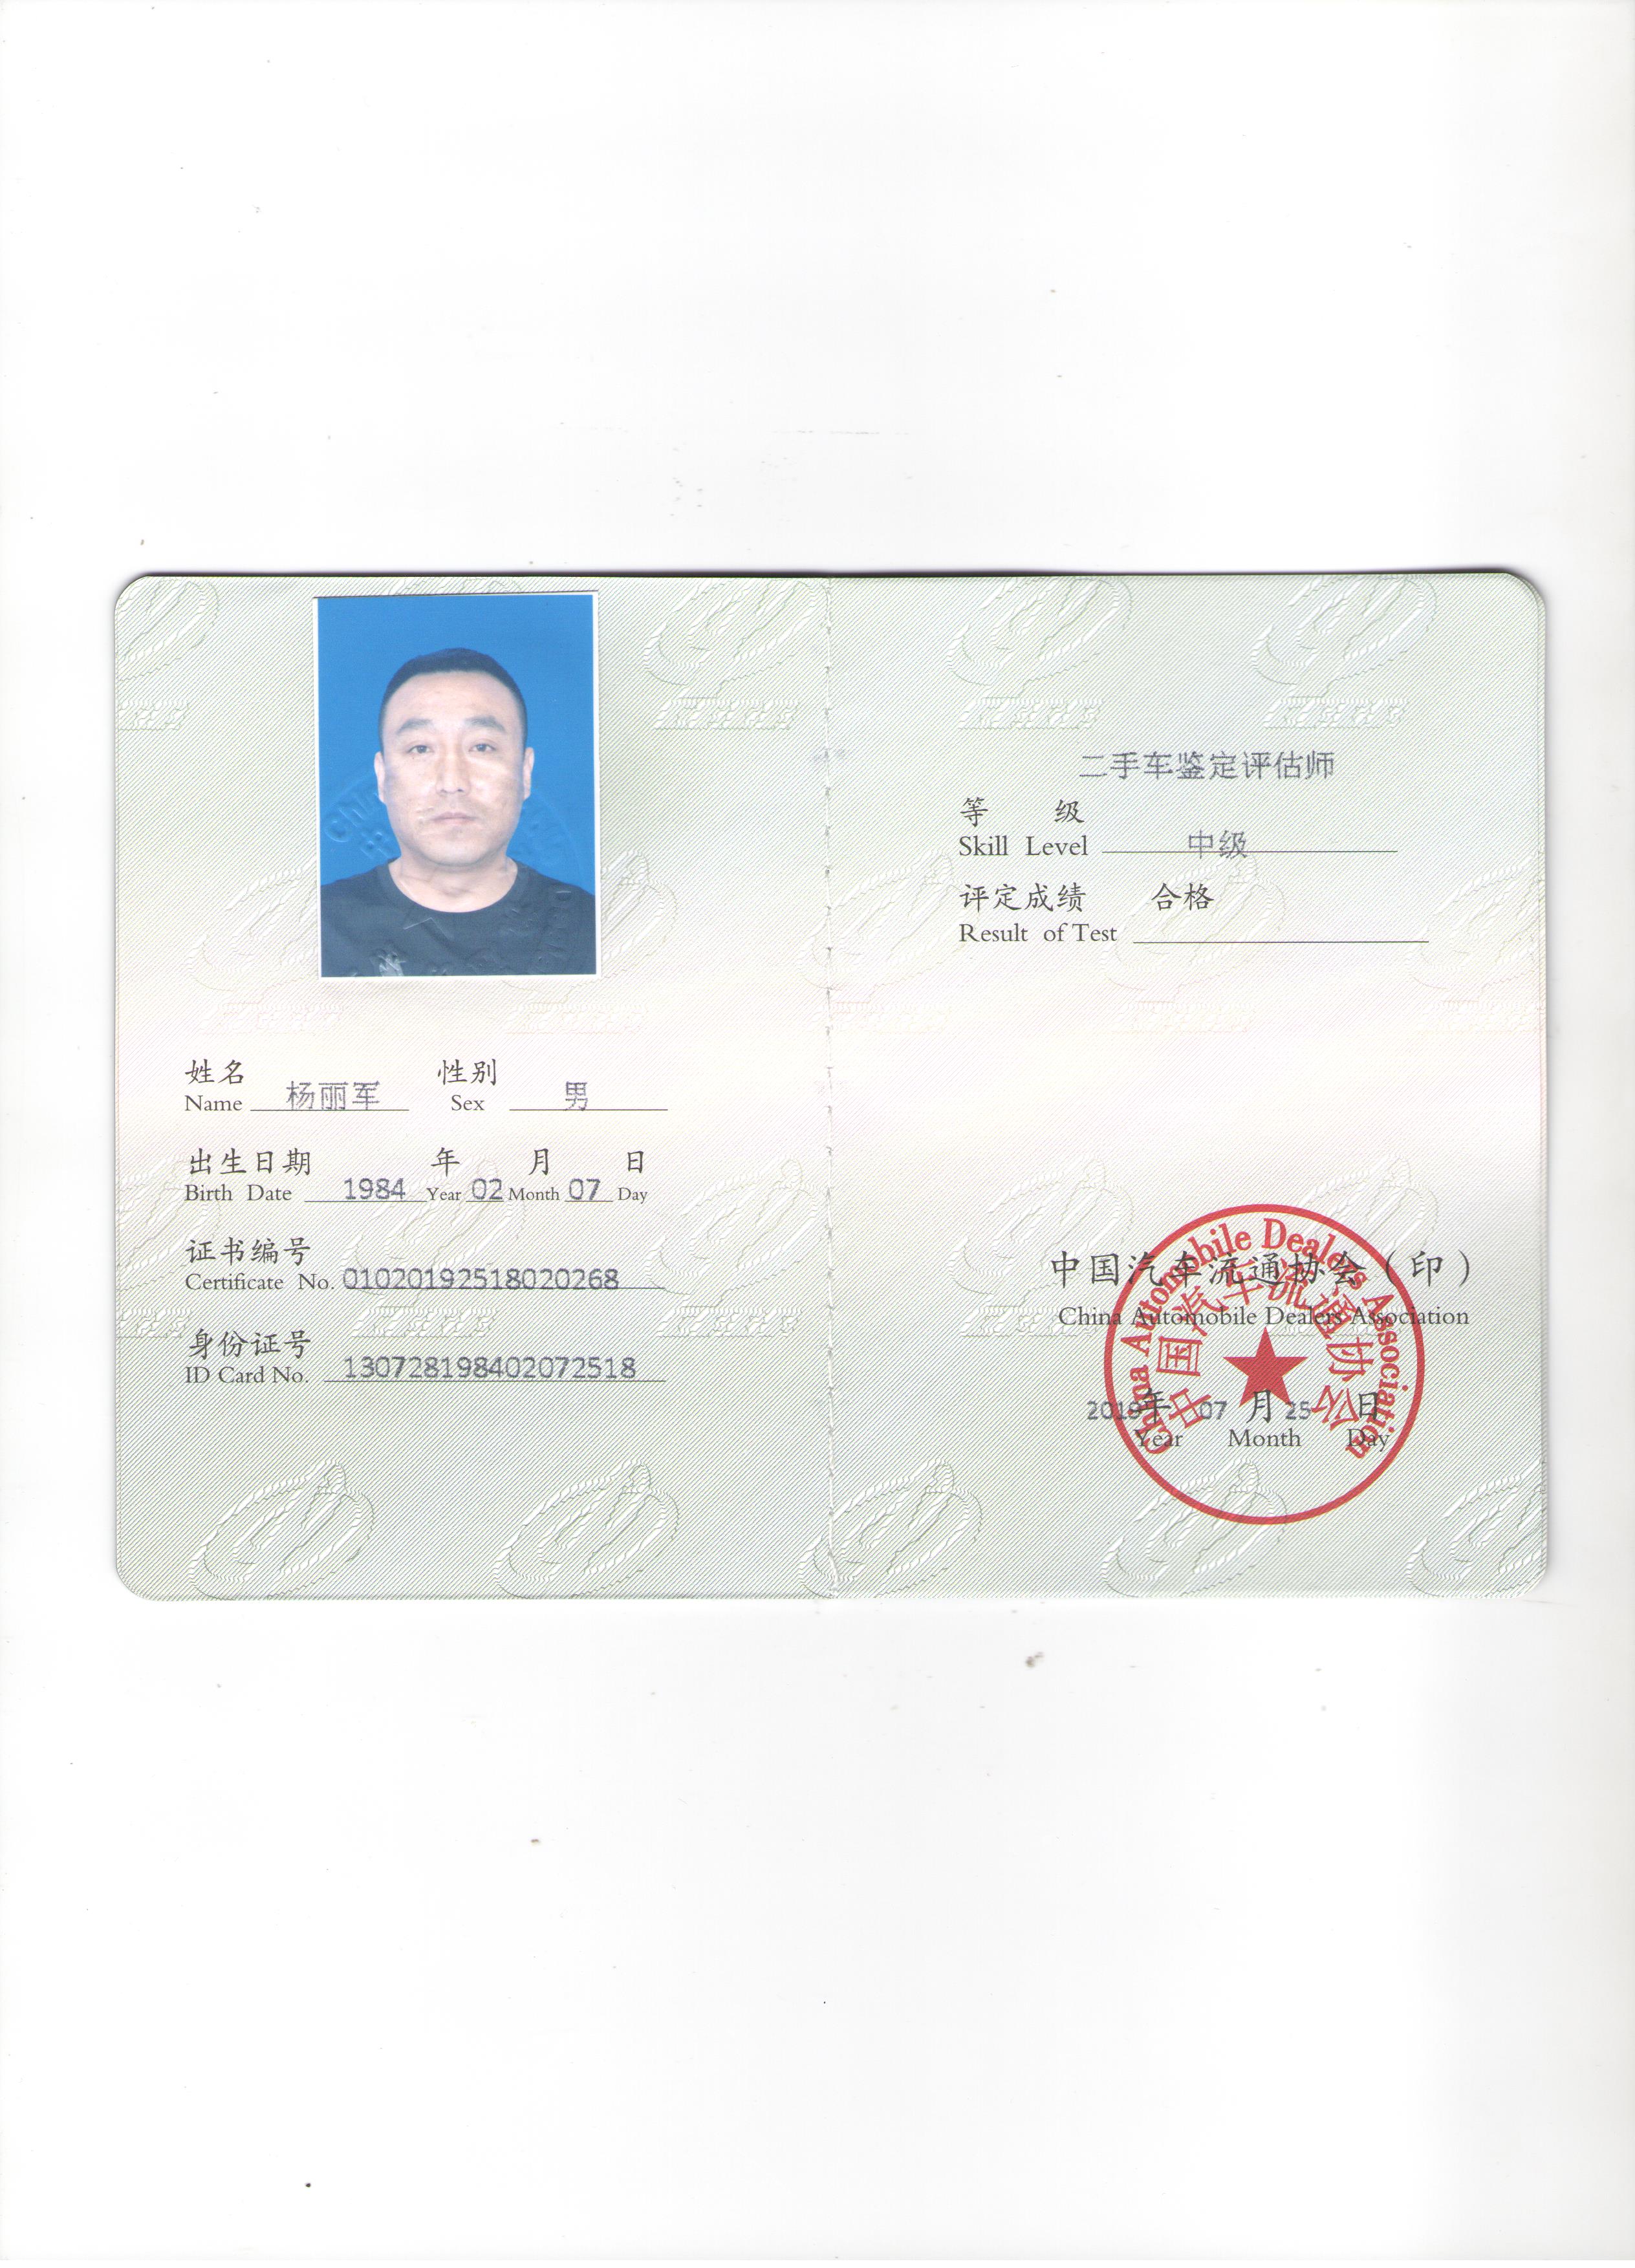 姓名 性别
Name 杨丽军 Sex 男
出生日期 年 月 日
Birth Date 1984 Year 02 Month 07 Day
证书编号
Certificate No. 01020192518020268
身份证号
ID Card No. 130728198402072518
二手车鉴定评估师
等 级
Skill Level 中级
评定成绩 合格
Result of Test
中国汽车流通协会（印）
China Automobile Dealers Association
年 07 月 25 日
Year Month Day
China Automobile Dealers Association
中国汽车流通协会